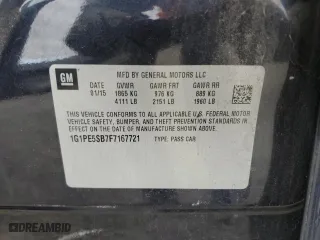 GM
MFD BY GENERAL MOTORS LLC
DATE GVWR GAWR FRT GAWR RR
01/15 1865 KG 976 KG 889 KG
4111 LB 2151 LB 1960 LB
THIS VEHICLE CONFORMS TO ALL APPLICABLE U.S. FEDERAL MOTOR
VEHICLE SAFETY, BUMPER, AND THEFT PREVENTION STANDARDS
IN EFFECT ON THE DATE OF MANUFACTURE SHOWN ABOVE.
1G1PE5SB7F7167721 TYPE: PASS CAR